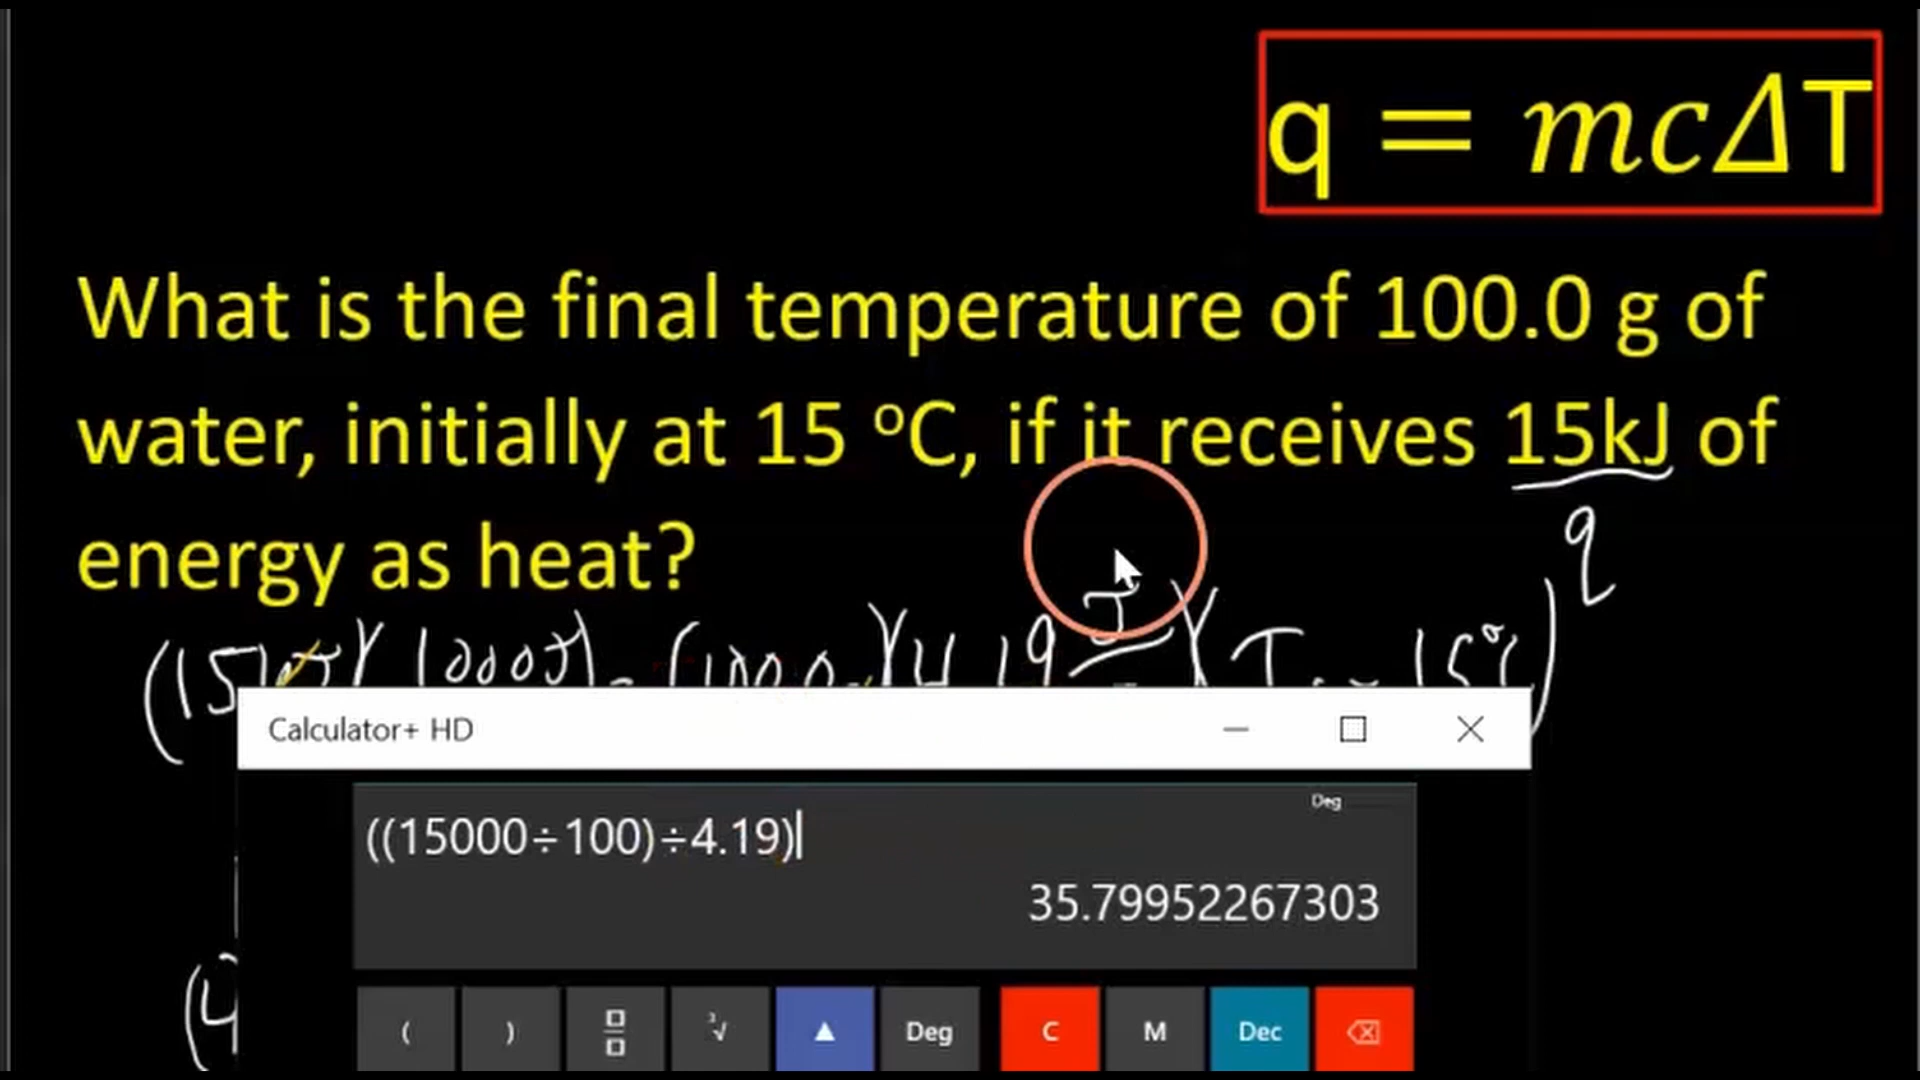 q = mcΔT
What is the final temperature of 100.0 g of
water, initially at 15 °C, if it receives 15kJ of
energy as heat?
q
Calculator+ HD
Deg
((15000÷100)÷4.19)
35.79952267303
( ) 3√ ▲ Deg C M Dec